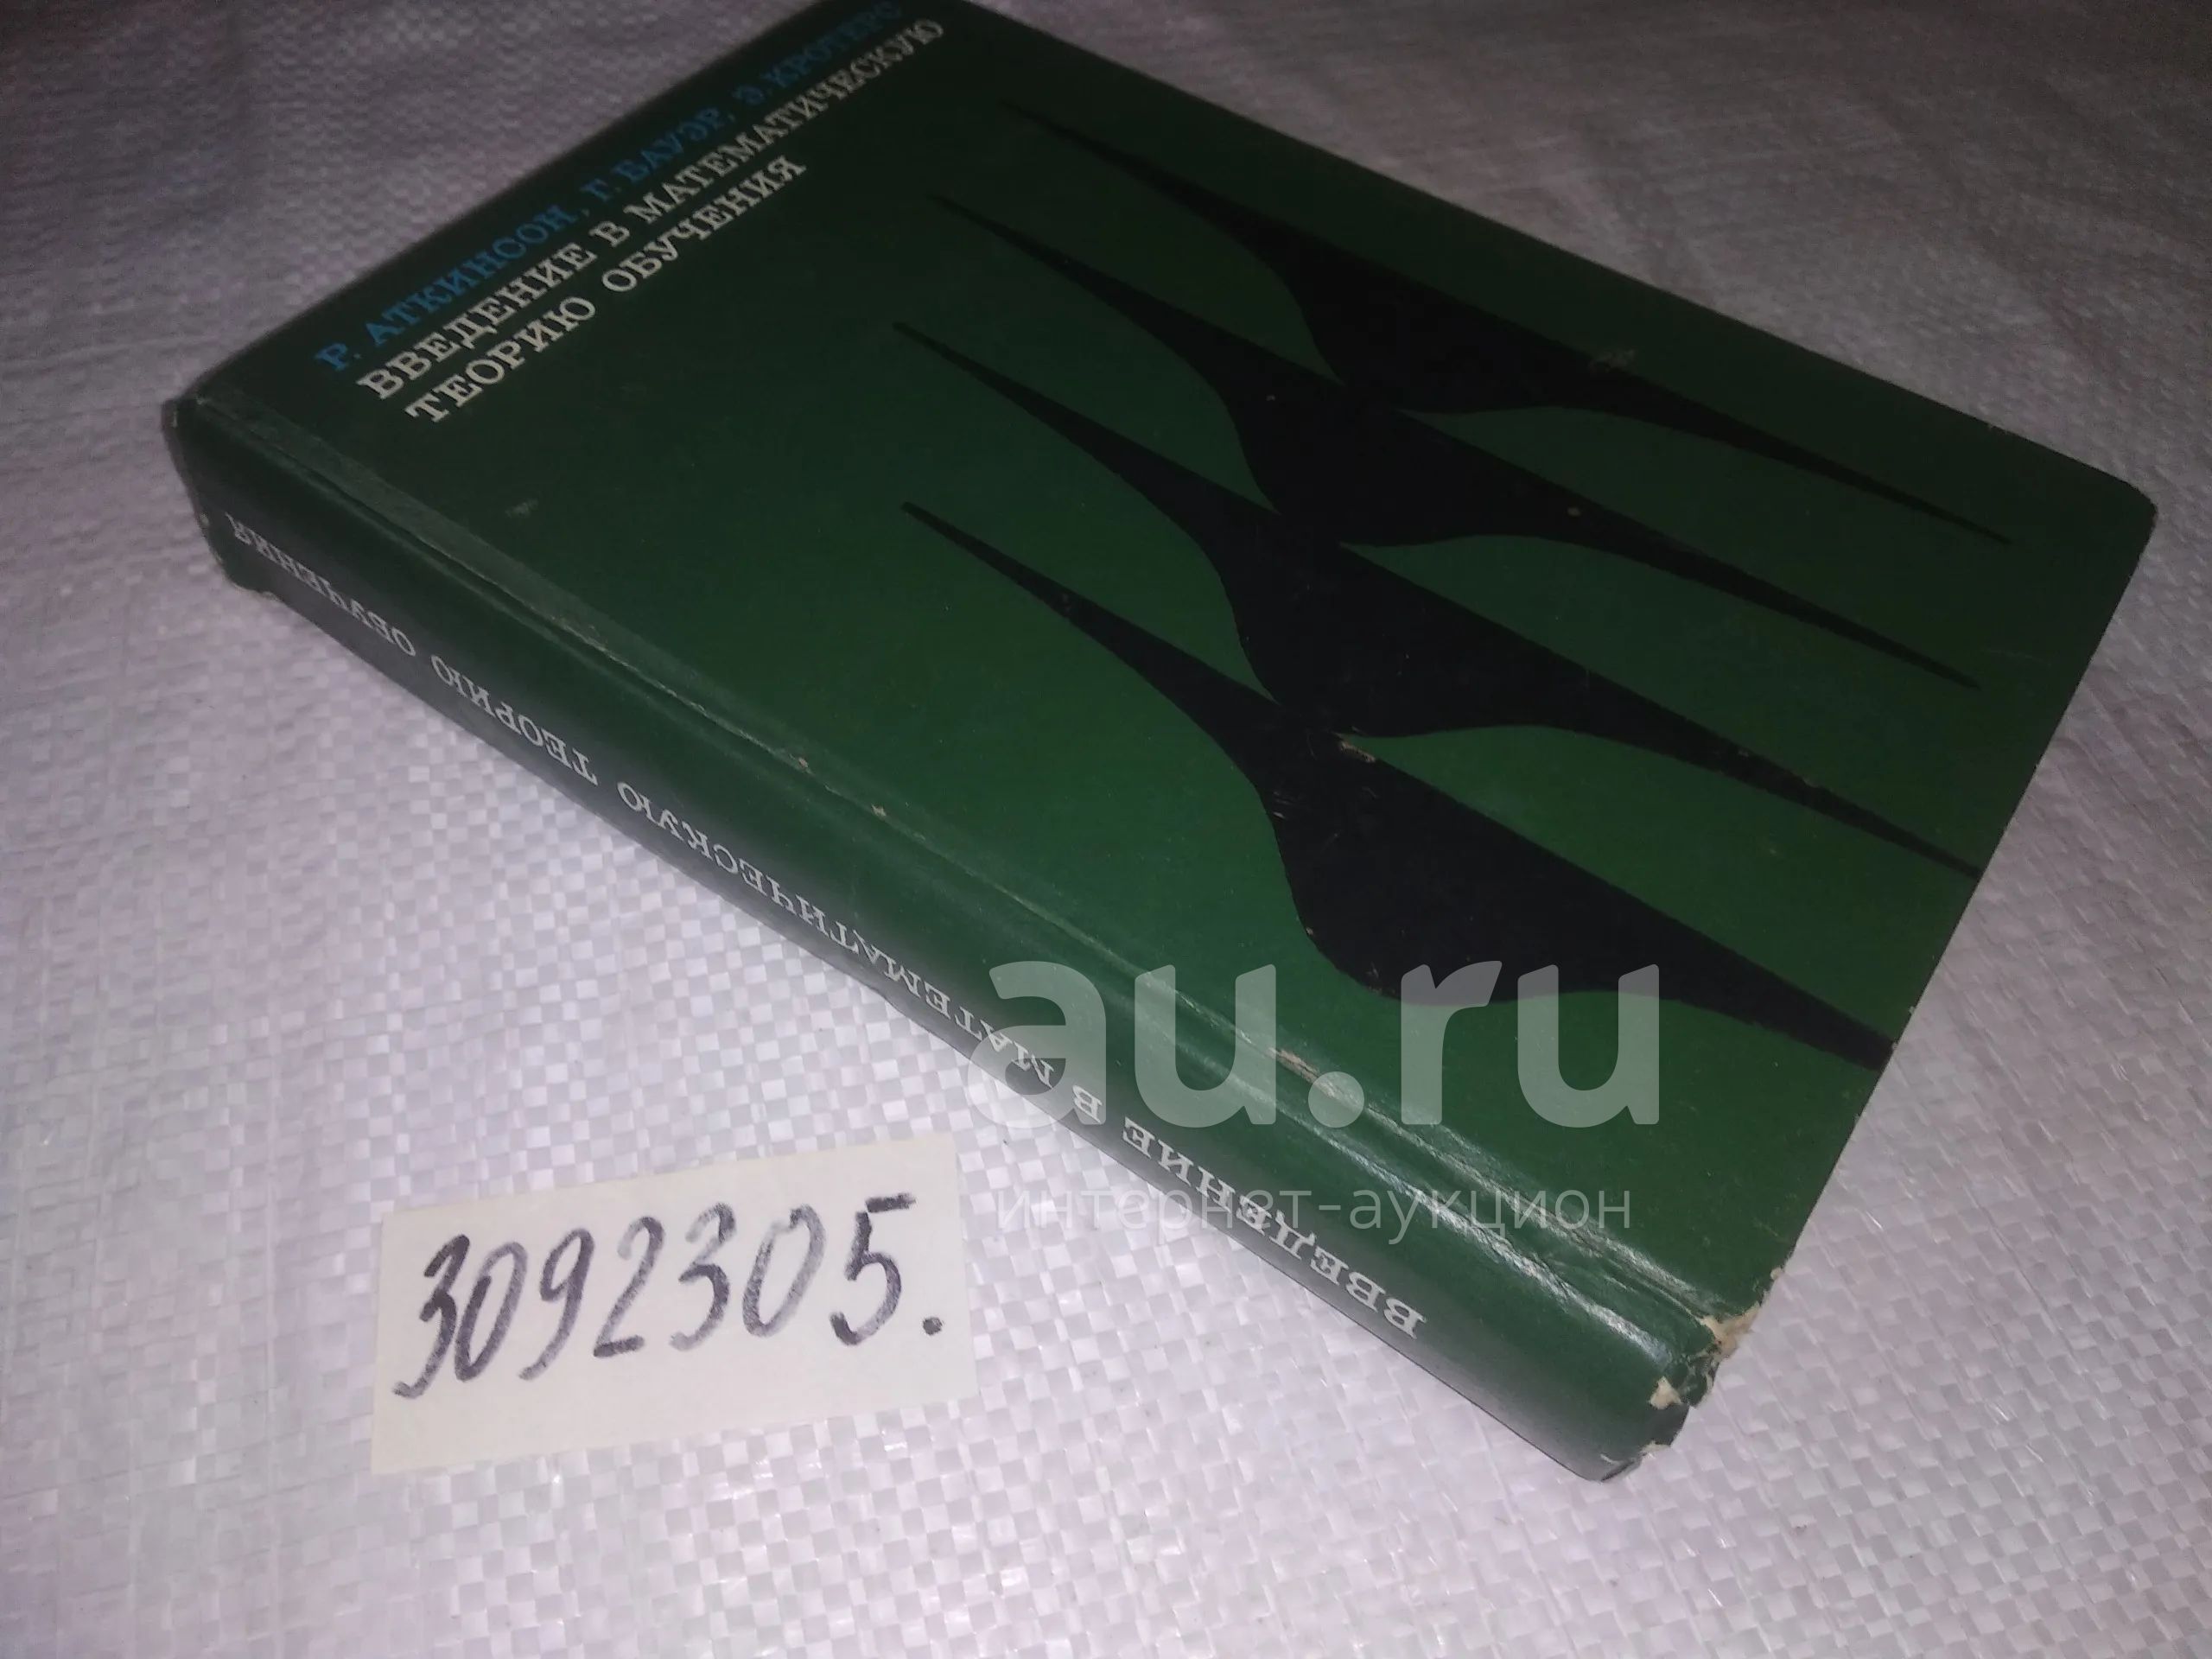 Р. АТКИНСОН, Г. БАУЭР, Э. КРОТЕРС
ВВЕДЕНИЕ В МАТЕМАТИЧЕСКУЮ
ТЕОРИЮ ОБУЧЕНИЯ
ВВЕДЕНИЕ В МАТЕМАТИЧЕСКУЮ ТЕОРИЮ ОБУЧЕНИЯ
au.ru
интернет-аукцион
3092305.